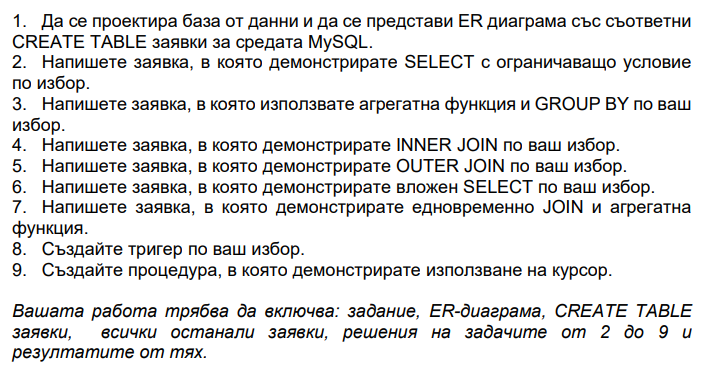 1. Да се проектира база от данни и да се представи ER диаграма със съответни
CREATE TABLE заявки за средата MySQL.
2. Напишете заявка, в която демонстрирате SELECT с ограничаващо условие
по избор.
3. Напишете заявка, в която използвате агрегатна функция и GROUP BY по ваш
избор.
4. Напишете заявка, в която демонстрирате INNER JOIN по ваш избор.
5. Напишете заявка, в която демонстрирате OUTER JOIN по ваш избор.
6. Напишете заявка, в която демонстрирате вложен SELECT по ваш избор.
7. Напишете заявка, в която демонстрирате едновременно JOIN и агрегатна
функция.
8. Създайте тригер по ваш избор.
9. Създайте процедура, в която демонстрирате използване на курсор.
Вашата работа трябва да включва: задание, ER-диаграма, CREATE TABLE
заявки, всички останали заявки, решения на задачите от 2 до 9 и
резултатите от тях.